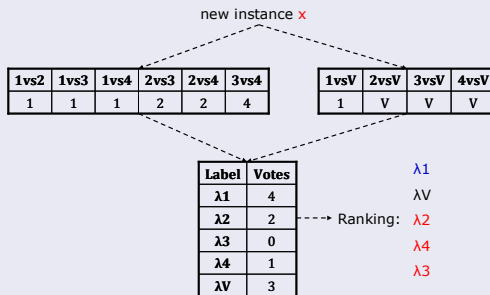 new instance x
1vs2 1vs3 1vs4 2vs3 2vs4 3vs4
1 1 1 2 2 4
1vsV 2vsV 3vsV 4vsV
1 V V V
Label Votes
λ1 4
λ2 2
λ3 0
λ4 1
λV 3
Ranking:
λ1
λV
λ2
λ4
λ3